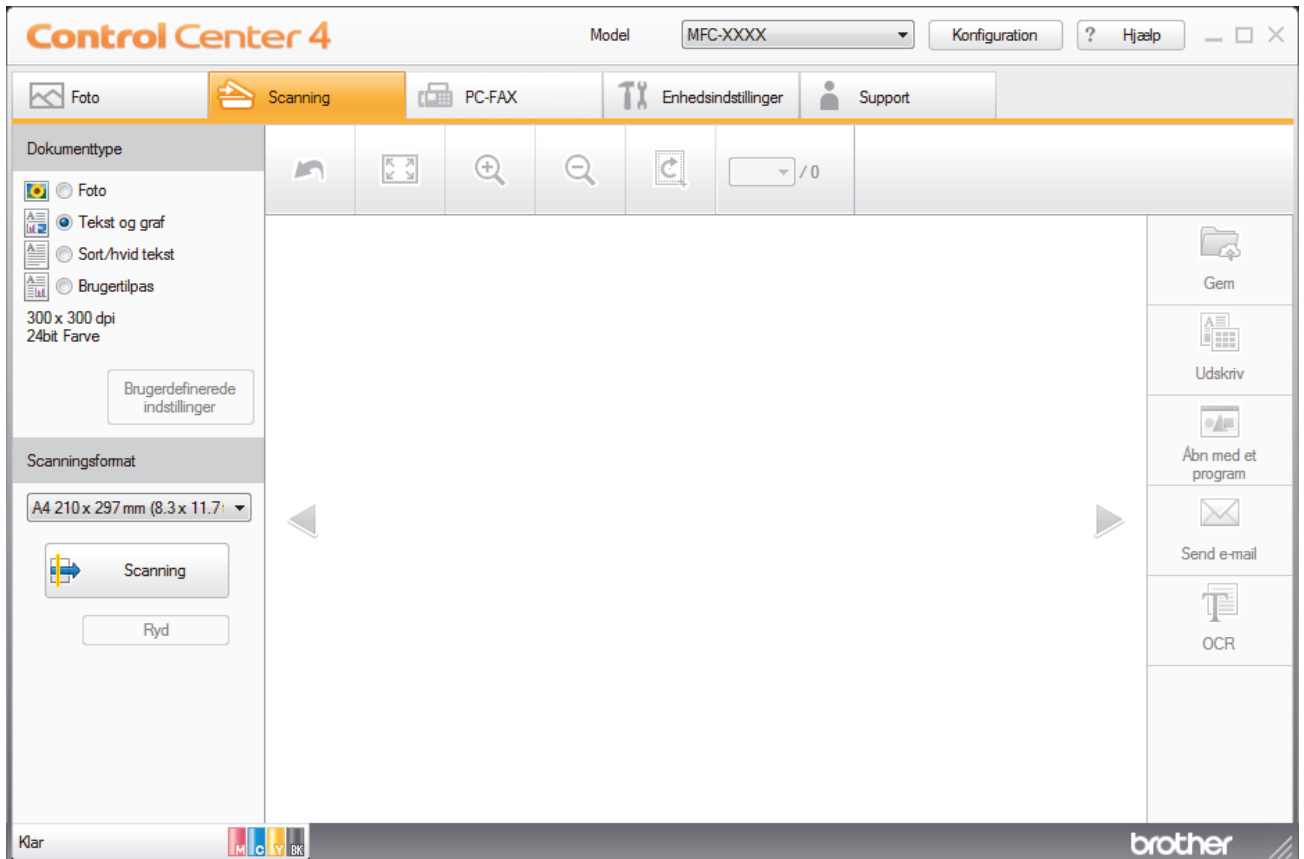 Control Center 4
Model
MFC-XXXX
Konfiguration
? Hjælp
Foto
Scanning
PC-FAX
Enhedsindstillinger
Support
Dokumenttype
Foto
Tekst og graf
Sort/hvid tekst
Brugertilpas
300 x 300 dpi
24bit Farve
Brugerdefinerede
indstillinger
Scanningsformat
A4 210 x 297 mm (8.3 x 11.7
Scanning
Ryd
/ 0
Gem
Udskriv
Åbn med et
program
Send e-mail
OCR
Klar
M C Y BK
brother